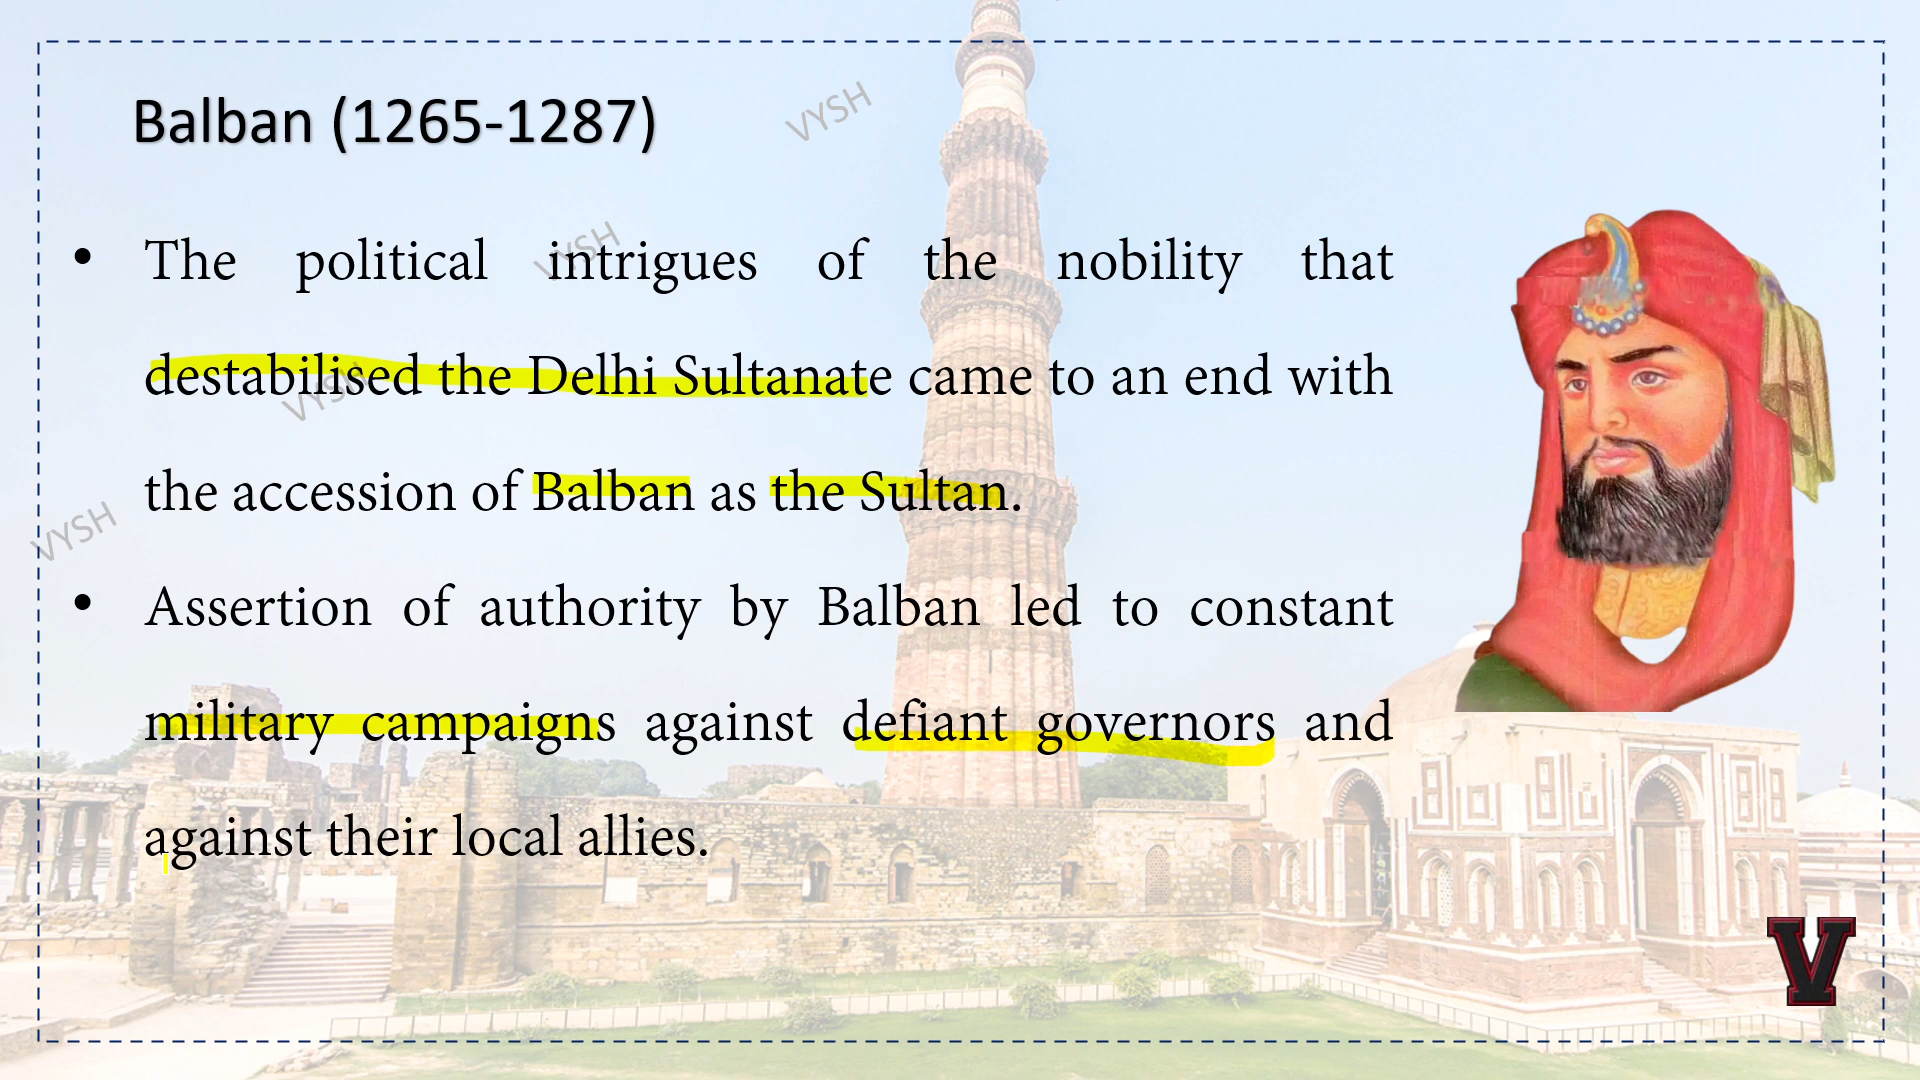 Balban (1265-1287)
VYSH
• The political intrigues of the nobility that
VYSH
destabilised the Delhi Sultanate came to an end with
VYSH
the accession of Balban as the Sultan.
VYSH
• Assertion of authority by Balban led to constant
military campaigns against defiant governors and
against their local allies.
V